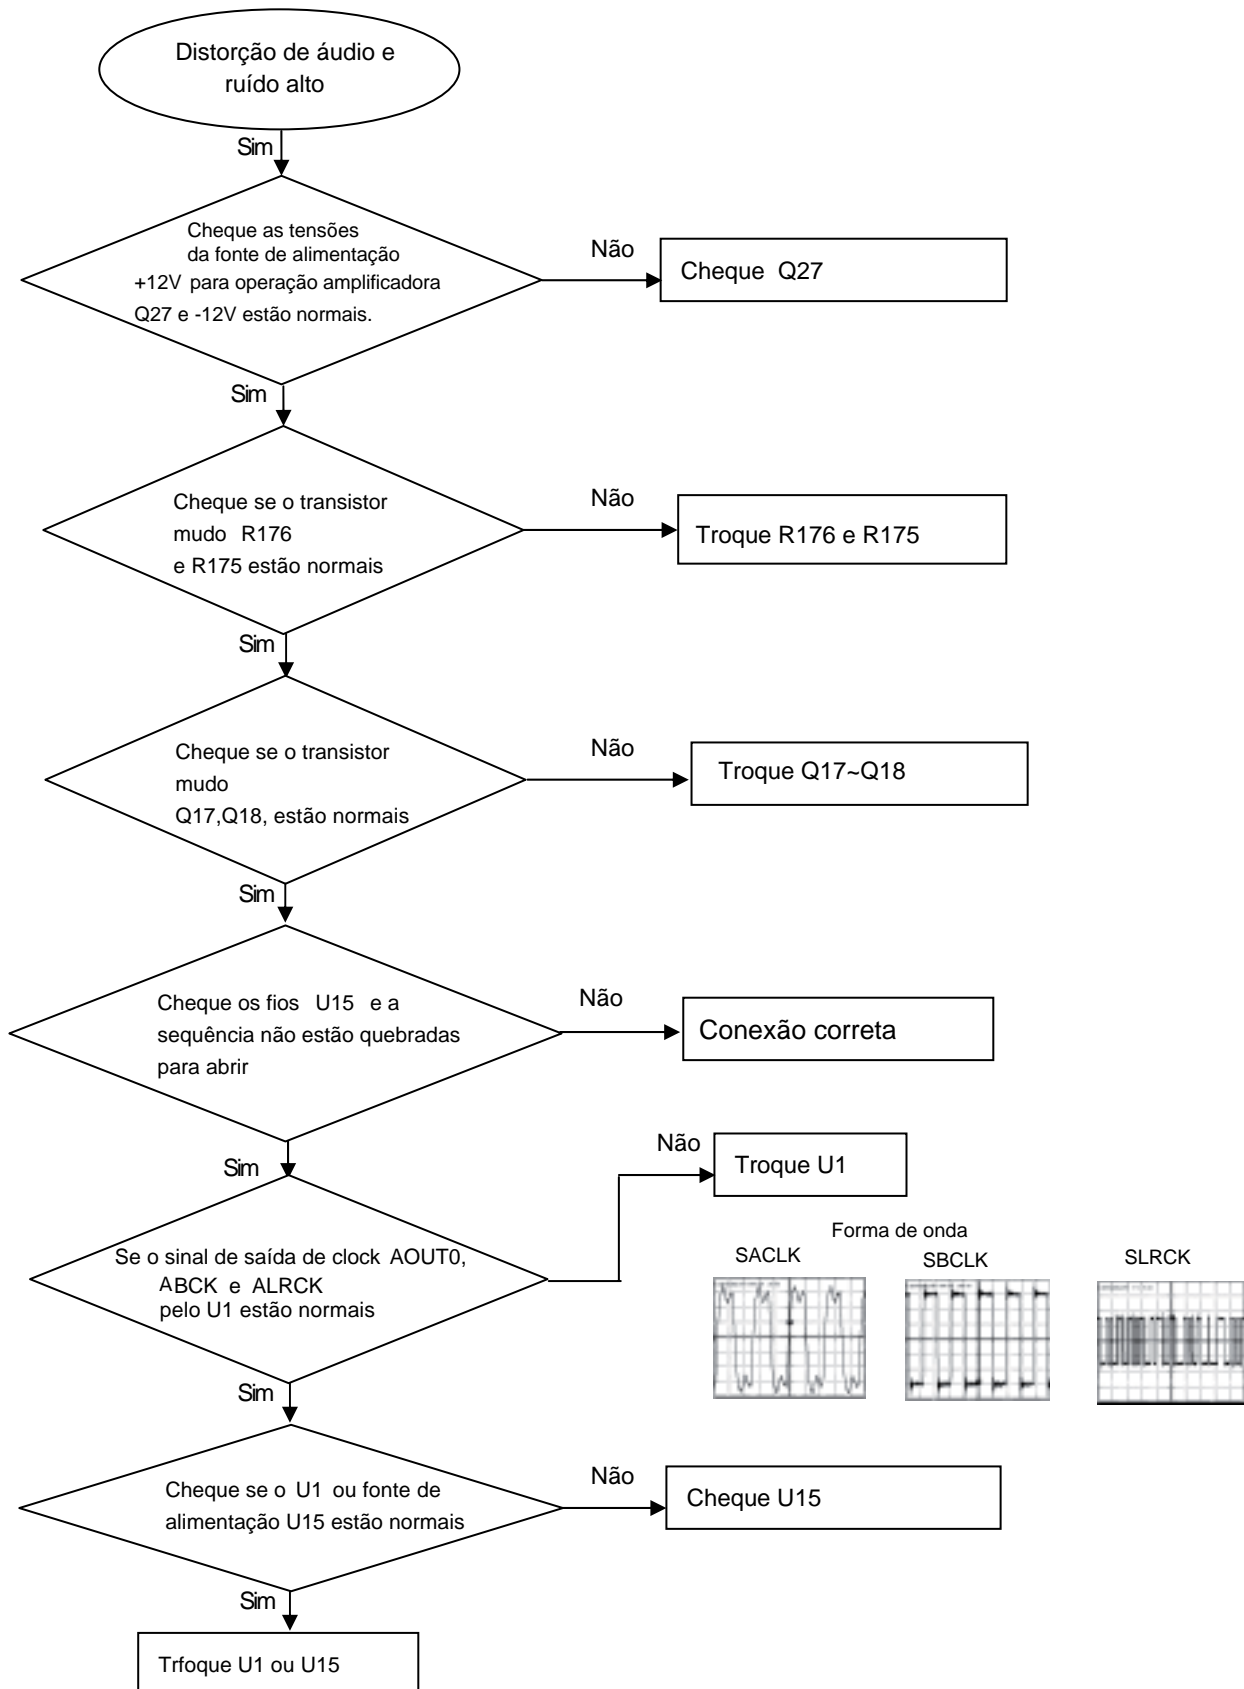 Distorção de áudio e
ruído alto
Sim
Cheque as tensões
da fonte de alimentação
+12V para operação amplificadora
Q27 e -12V estão normais.
Não
Cheque Q27
Sim
Cheque se o transistor
mudo R176
e R175 estão normais
Não
Troque R176 e R175
Sim
Cheque se o transistor
mudo
Q17,Q18, estão normais
Não
Troque Q17~Q18
Sim
Cheque os fios U15 e a
sequência não estão quebradas
para abrir
Não
Conexão correta
Sim
Se o sinal de saída de clock AOUT0,
ABCK e ALRCK
pelo U1 estão normais
Não
Troque U1
Forma de onda
SACLK
SBCLK
SLRCK
Sim
Cheque se o U1 ou fonte de
alimentação U15 estão normais
Não
Cheque U15
Sim
Trfoque U1 ou U15